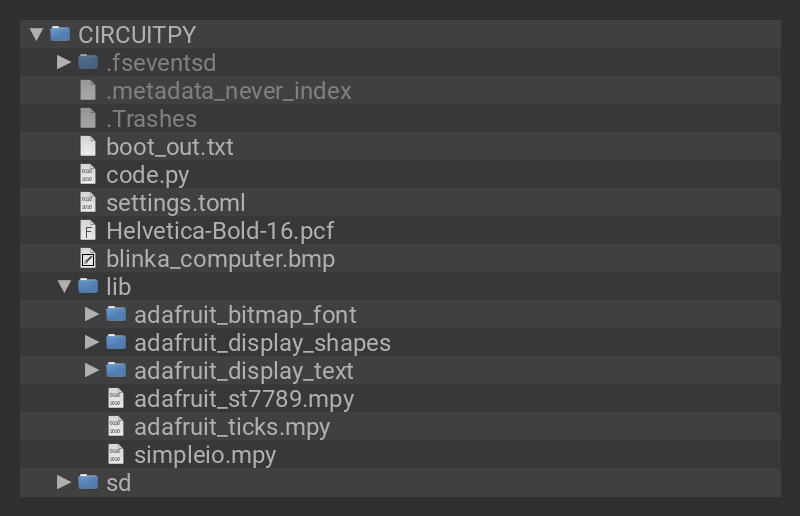 CIRCUITPY
.fseventsd
.metadata_never_index
.Trashes
boot_out.txt
code.py
settings.toml
Helvetica-Bold-16.pcf
blinka_computer.bmp
lib
adafruit_bitmap_font
adafruit_display_shapes
adafruit_display_text
adafruit_st7789.mpy
adafruit_ticks.mpy
simpleio.mpy
sd